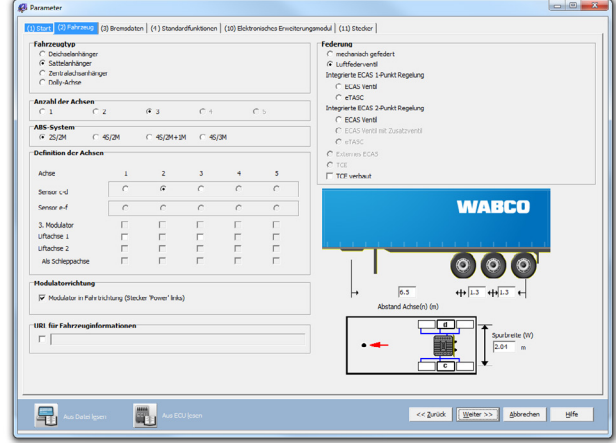 Parameter
(1) Start (2) Fahrzeug (3) Bremsdaten (4) Standardfunktionen (10) Elektronisches Erweiterungsmodul (11) Stecker
Fahrzeugtyp
Deichselanhänger
Sattelanhänger
Zentralachsanhänger
Dolly-Achse
Anzahl der Achsen
1 2 3 4 5
ABS-System
2S/2M 4S/2M 4S/2M+1M 4S/3M
Definition der Achsen
Achse 1 2 3 4 5
Sensor c-d
Sensor e-f
3. Modulator
Liftachse 1
Liftachse 2
Als Schleppachse
Modulatorrichtung
Modulator in Fahrtrichtung (Stecker 'Power' links)
URL für Fahrzeuginformationen
Federung
mechanisch gefedert
Luftfederventil
Integrierte ECAS 1-Punkt Regelung
ECAS Ventil
eTASC
Integrierte ECAS 2-Punkt Regelung
ECAS Ventil
ECAS Ventil mit Zusatzventil
eTASC
Externes ECAS
TCE
TCE verbaut
WABCO
6.5 1.3 1.3
Abstand Achse(n) (m)
d
c
Spurbreite (W)
2.04 m
Aus Datei lesen Aus ECU lesen << Zurück Weiter >> Abbrechen Hilfe